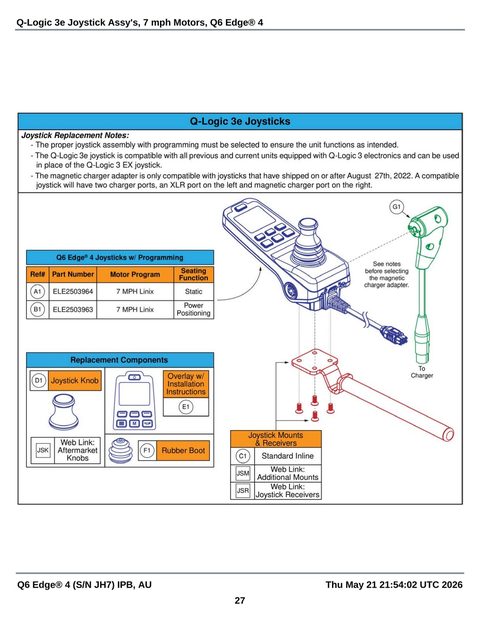 Q-Logic 3e Joystick Assy's, 7 mph Motors, Q6 Edge® 4
Q-Logic 3e Joysticks
Joystick Replacement Notes:
- The proper joystick assembly with programming must be selected to ensure the unit functions as intended.
- The Q-Logic 3e joystick is compatible with all previous and current units equipped with Q-Logic 3 electronics and can be used
in place of the Q-Logic 3 EX joystick.
- The magnetic charger adapter is only compatible with joysticks that have shipped on or after August 27th, 2022. A compatible
joystick will have two charger ports, an XLR port on the left and magnetic charger port on the right.
G1
See notes
before selecting
the magnetic
charger adapter.
Q6 Edge® 4 Joysticks w/ Programming
Ref# Part Number Motor Program Seating Function
A1 ELE2503964 7 MPH Linix Static
B1 ELE2503963 7 MPH Linix Power Positioning
To
Charger
Replacement Components
D1 Joystick Knob
Overlay w/
Installation
Instructions
E1
JSK
Web Link:
Aftermarket
Knobs
F1 Rubber Boot
Joystick Mounts
& Receivers
C1 Standard Inline
JSM Web Link:
Additional Mounts
JSR Web Link:
Joystick Receivers
Q6 Edge® 4 (S/N JH7) IPB, AU
Thu May 21 21:54:02 UTC 2026
27